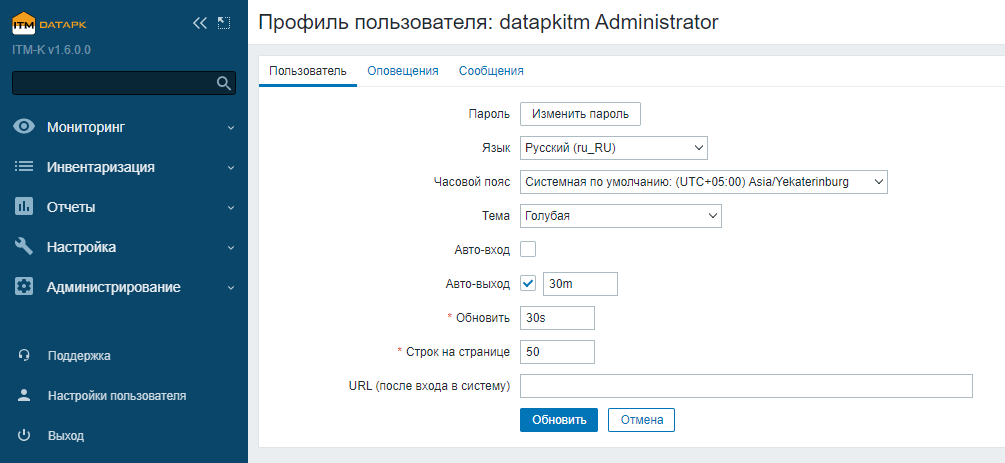 ITM DATAPK
ITM-K v1.6.0.0
Мониторинг
Инвентаризация
Отчеты
Настройка
Администрирование
Поддержка
Настройки пользователя
Выход
Профиль пользователя: datapkitm Administrator
Пользователь Оповещения Сообщения
Пароль Изменить пароль
Язык Русский (ru_RU)
Часовой пояс Системная по умолчанию: (UTC+05:00) Asia/Yekaterinburg
Тема Голубая
Авто-вход
Авто-выход 30m
* Обновить 30s
* Строк на странице 50
URL (после входа в систему)
Обновить Отмена